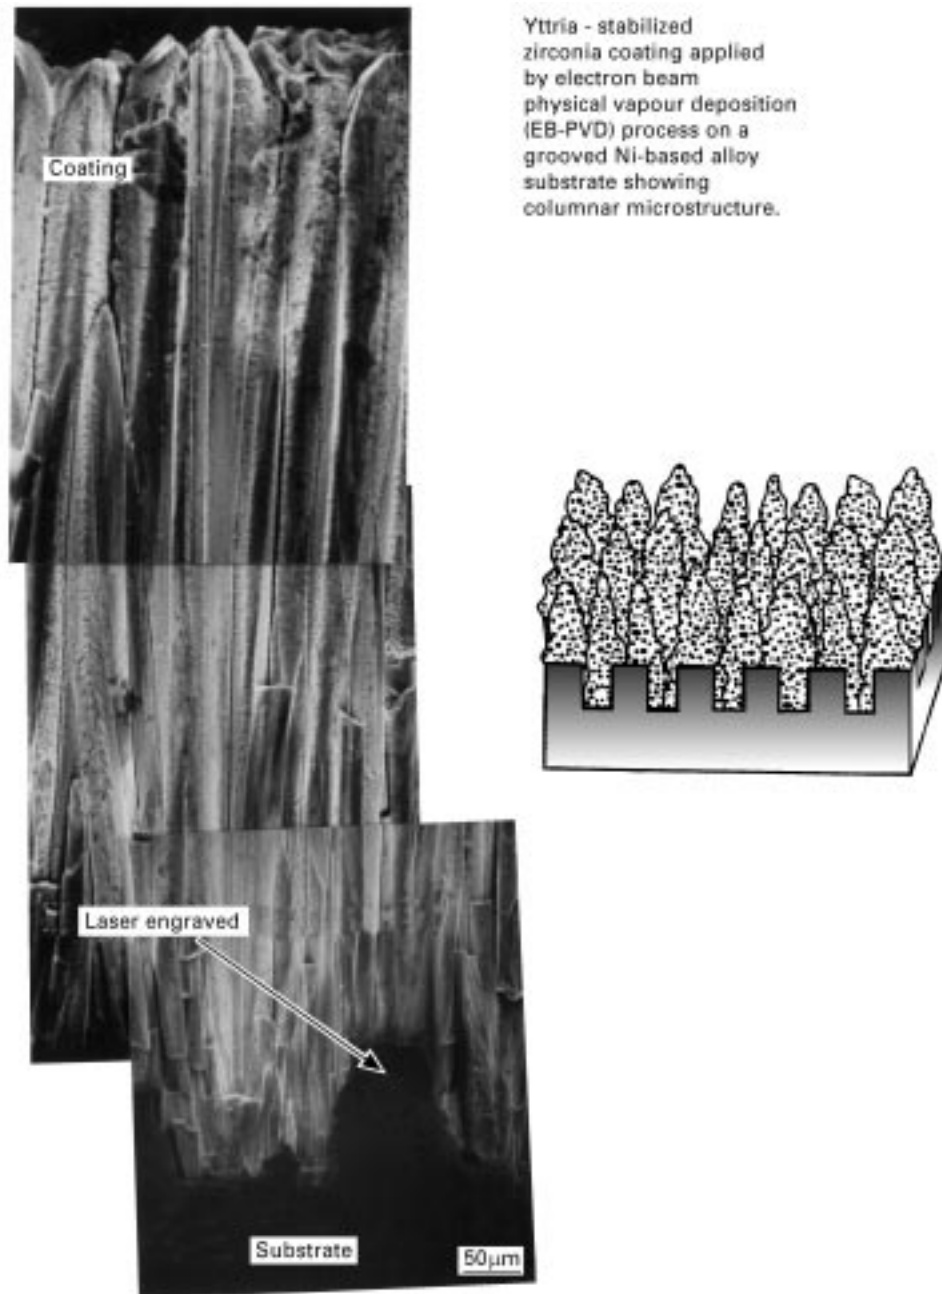 Yttria - stabilized
zirconia coating applied
by electron beam
physical vapour deposition
(EB-PVD) process on a
grooved Ni-based alloy
substrate showing
columnar microstructure.
Coating
Laser engraved
Substrate
50μm